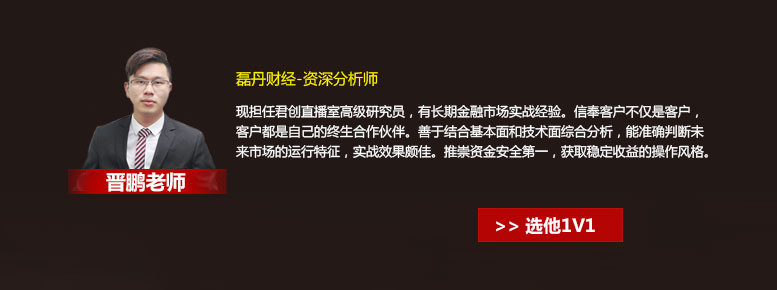 磊丹财经-资深分析师
现担任君创直播室高级研究员，有长期金融市场实战经验。信奉客户不仅是客户，
客户都是自己的终生合作伙伴。善于结合基本面和技术面综合分析，能准确判断未
来市场的运行特征，实战效果颇佳。推崇资金安全第一，获取稳定收益的操作风格。
晋鹏老师
>> 选他1V1